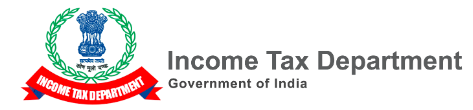 Income Tax Department
Government of India
INCOME TAX DEPARTMENT